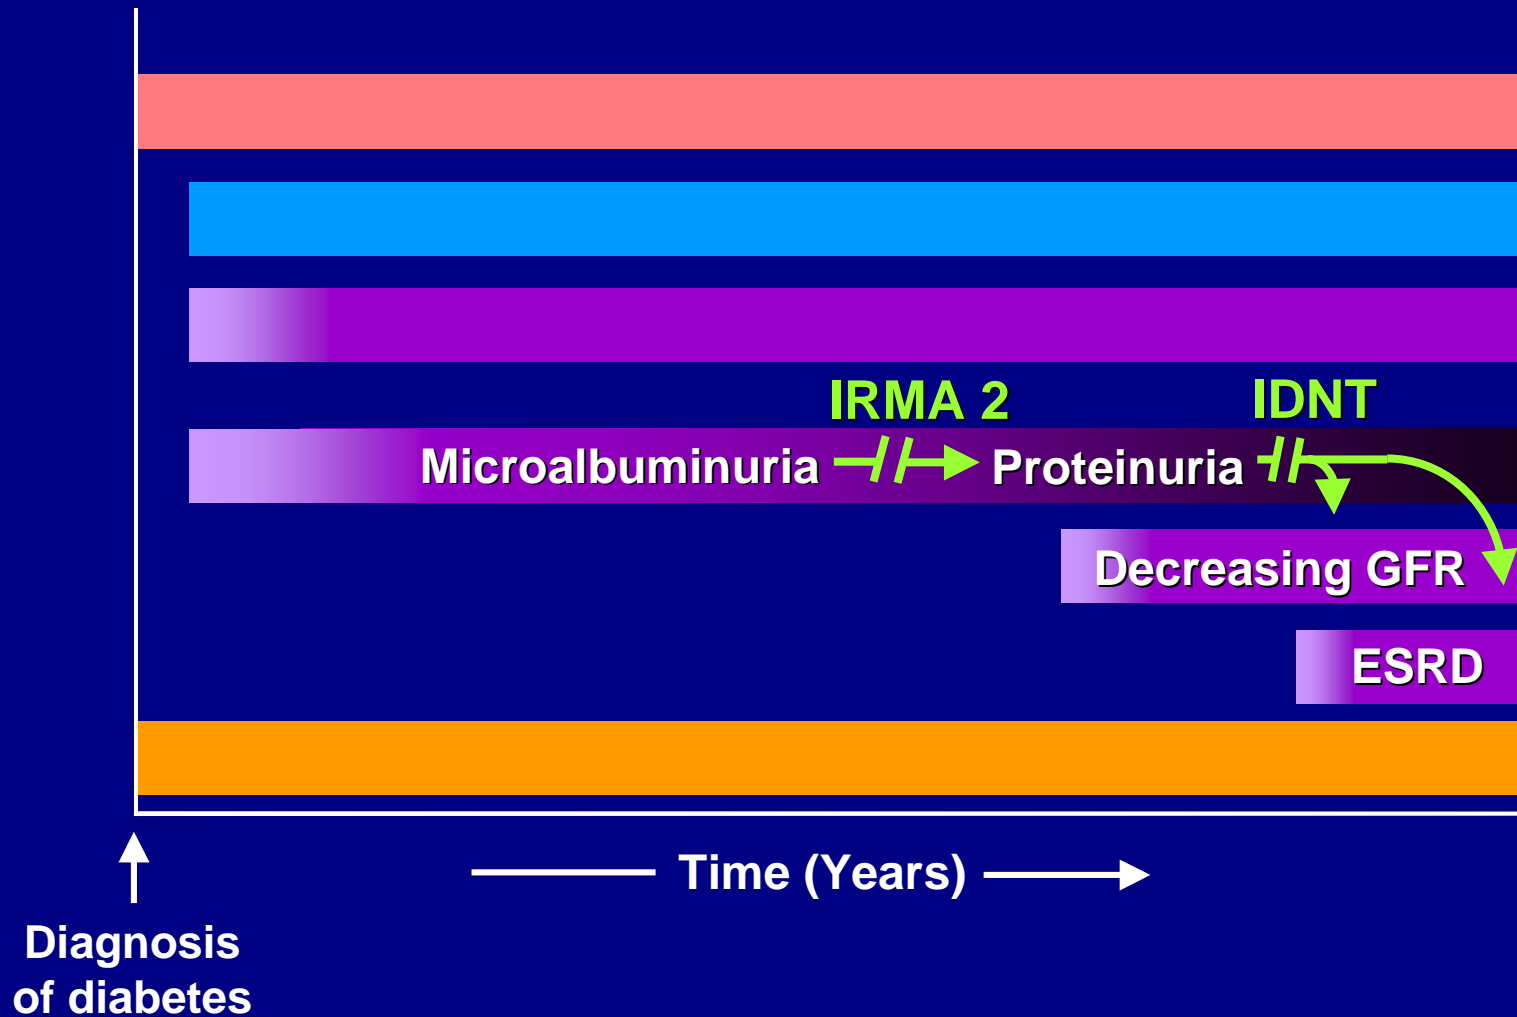 IRMA 2 IDNT
Microalbuminuria Proteinuria
Decreasing GFR
ESRD
Time (Years)
Diagnosis
of diabetes